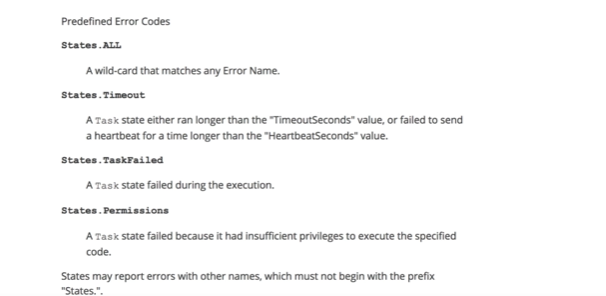 Predefined Error Codes
States.ALL
A wild-card that matches any Error Name.
States.Timeout
A Task state either ran longer than the "TimeoutSeconds" value, or failed to send
a heartbeat for a time longer than the "HeartbeatSeconds" value.
States.TaskFailed
A Task state failed during the execution.
States.Permissions
A Task state failed because it had insufficient privileges to execute the specified
code.
States may report errors with other names, which must not begin with the prefix
"States.".